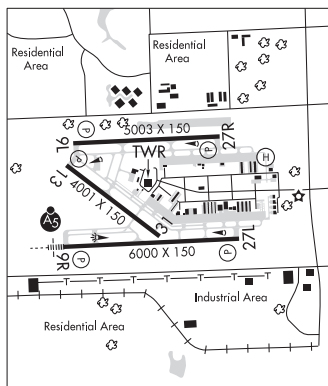 Residential
Area
Residential
Area
P
5003 X 150
9L
27R
P
P
TWR
H
13
4001 X 150
31
A5
9R
P
6000 X 150
P
27L
T T T T T T T
Industrial Area
Residential Area